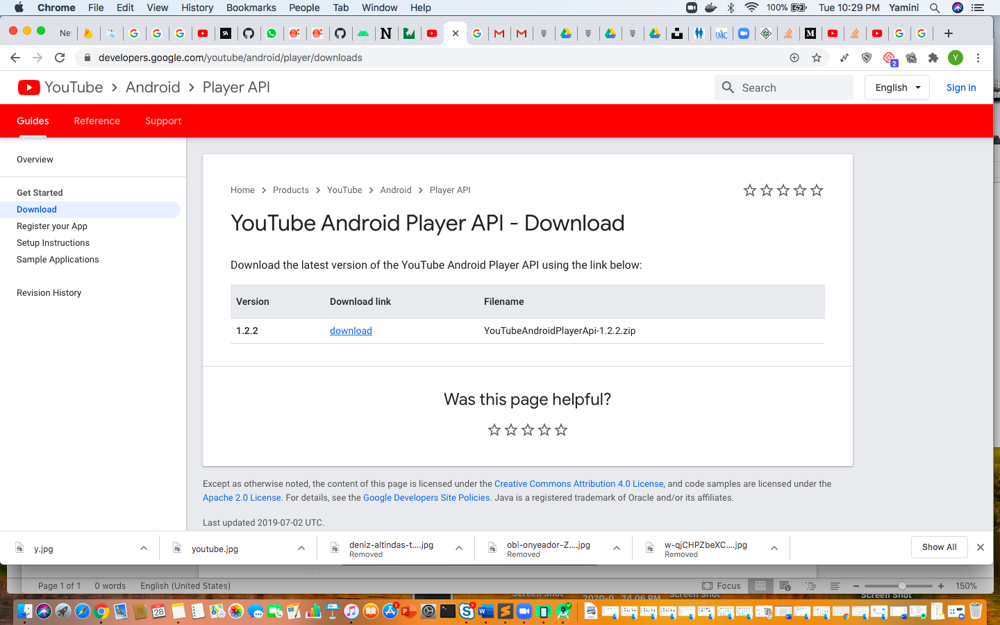 Chrome File Edit View History Bookmarks People Tab Window Help 100% Tue 10:29 PM Yamini
developers.google.com/youtube/android/player/downloads
YouTube > Android > Player API Search English Sign in
Guides Reference Support
Overview
Get Started
Download
Register your App
Setup Instructions
Sample Applications
Revision History
Home > Products > YouTube > Android > Player API
YouTube Android Player API - Download
Download the latest version of the YouTube Android Player API using the link below:
Version Download link Filename
1.2.2 download YouTubeAndroidPlayerApi-1.2.2.zip
Was this page helpful?
Except as otherwise noted, the content of this page is licensed under the Creative Commons Attribution 4.0 License, and code samples are licensed under the
Apache 2.0 License. For details, see the Google Developers Site Policies. Java is a registered trademark of Oracle and/or its affiliates.
Last updated 2019-07-02 UTC.
y.jpg youtube.jpg deniz-altindas-t....jpg obi-onyeador-Z....jpg w-qjCHPZbeXC....jpg Show All
Removed Removed Removed
Page 1 of 1 0 words English (United States) Focus 150%